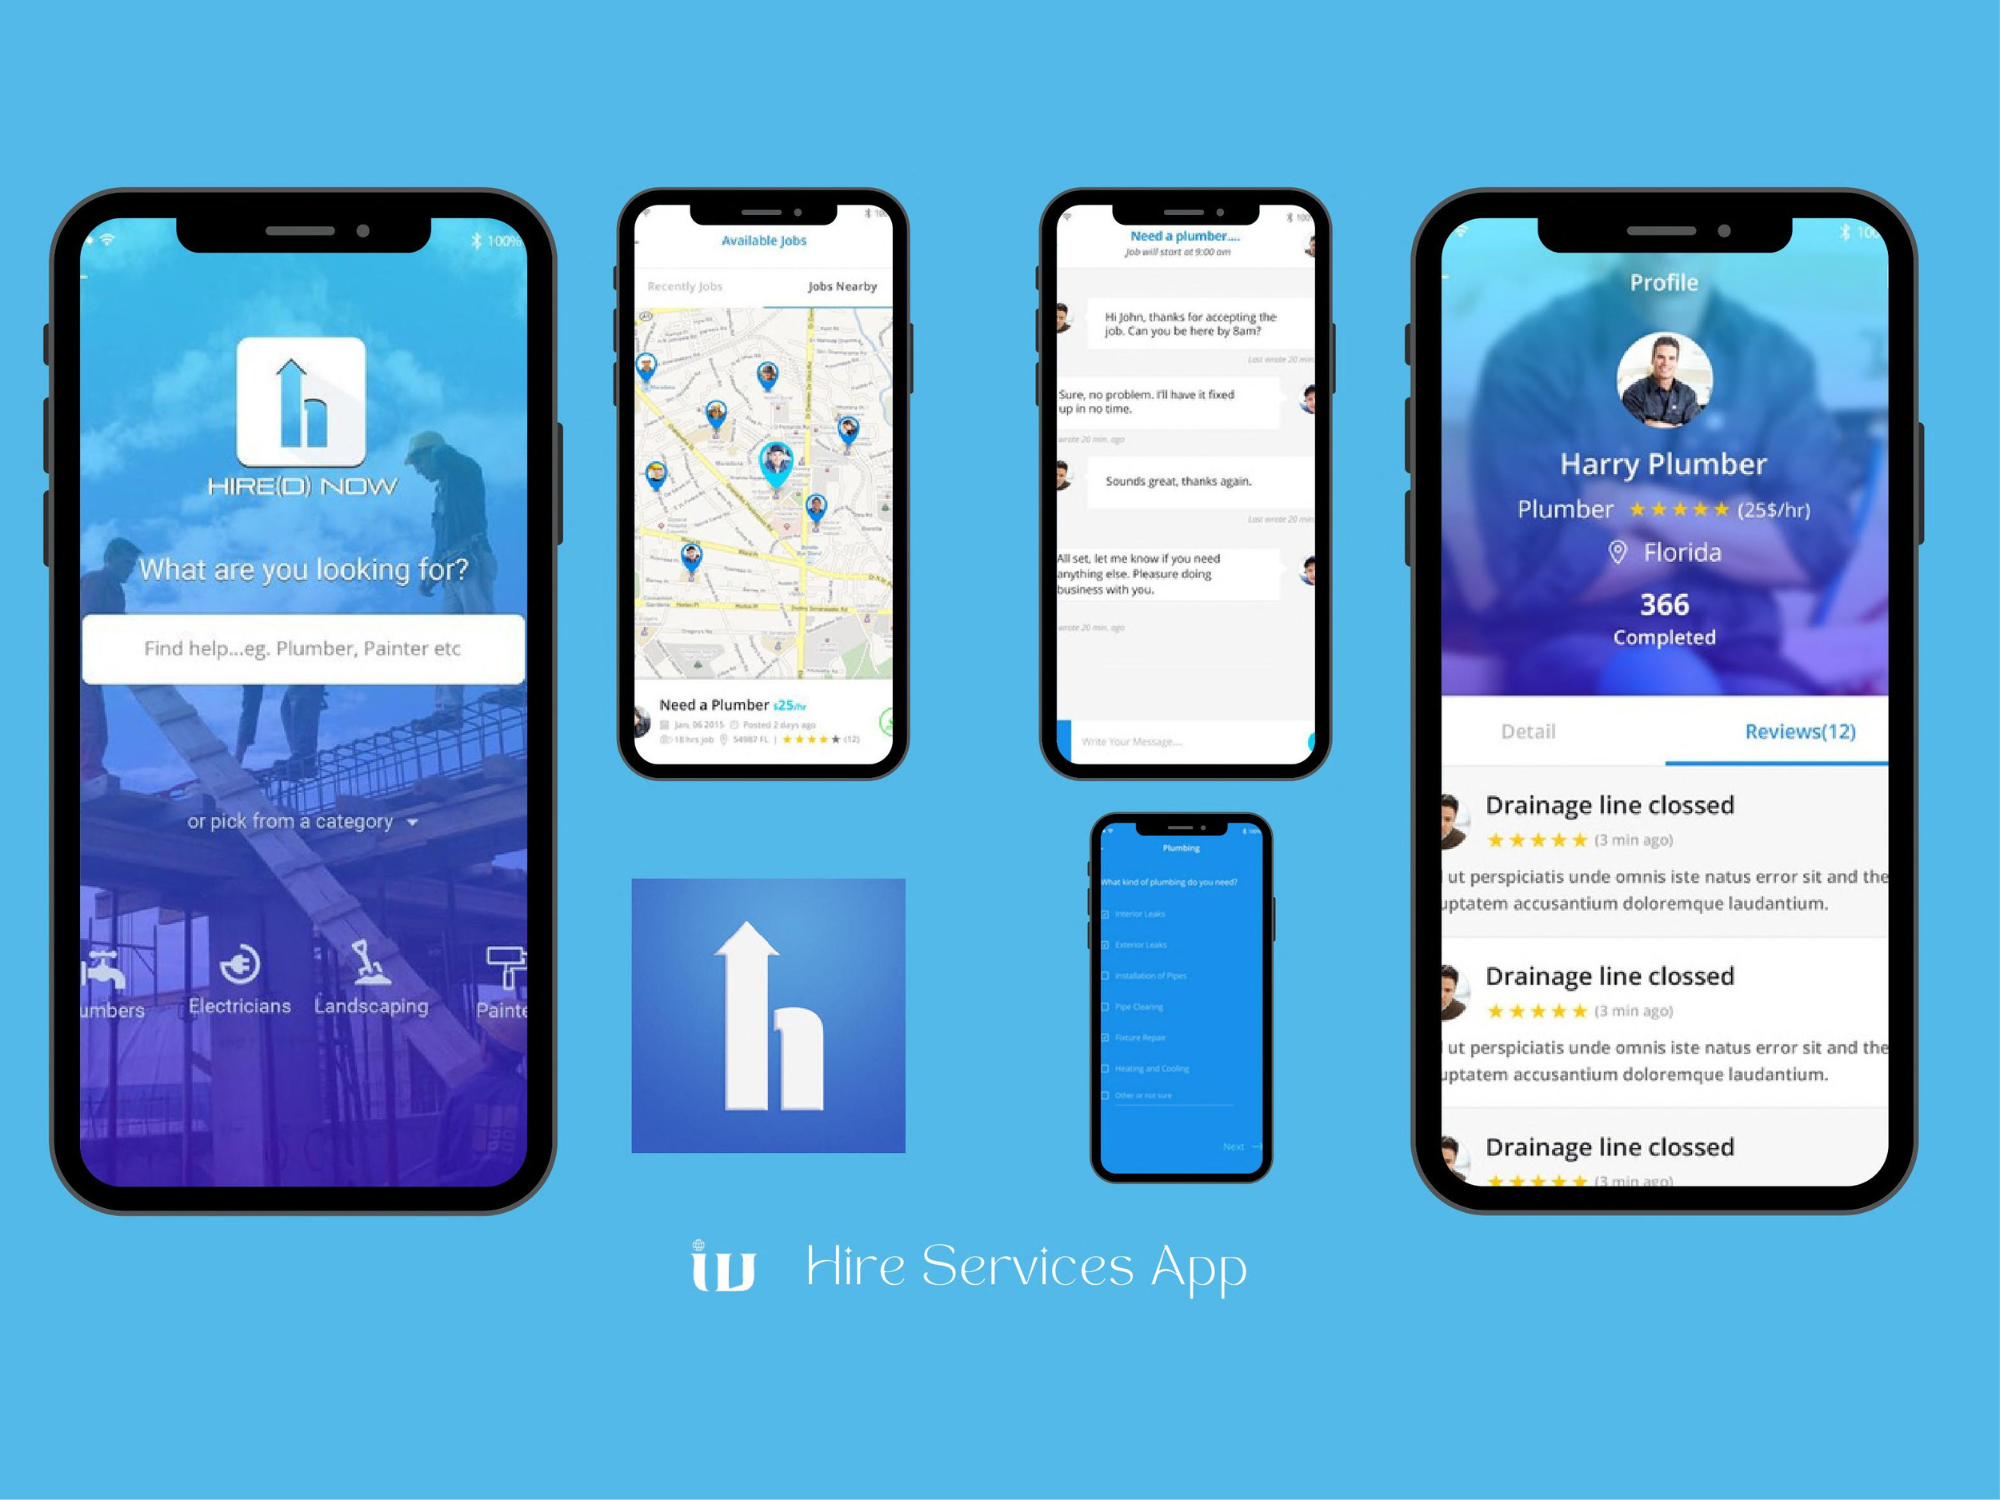 100%
HIRE(D) NOW
What are you looking for?
Find help...eg. Plumber, Painter etc
or pick from a category
umbers
Electricians
Landscaping
Painte
Available Jobs
Recently Jobs
Jobs Nearby
Need a Plumber $25/hr
Jan, 06 2015 Posted 2 days ago
18 hrs job 54987 FL | (12)
100
Need a plumber....
Job will start at 9:00 am
Hi John, thanks for accepting the
job. Can you be here by 8am?
Last wrote 20 min
Sure, no problem. I'll have it fixed
up in no time.
wrote 20 min, ago
Sounds great, thanks again.
Last wrote 20 min
All set, let me know if you need
anything else. Pleasure doing
business with you.
wrote 20 min, ago
Write Your Message....
Plumbing
What kind of plumbing do you need?
Interior Leaks
Exterior Leaks
Installation of Pipes
Pipe Clearing
Fixture Repair
Heating and Cooling
Other or not sure
Next
Profile
Harry Plumber
Plumber (25$/hr)
Florida
366
Completed
Detail
Reviews(12)
Drainage line clossed
(3 min ago)
ut perspiciatis unde omnis iste natus error sit and the
uptatem accusantium doloremque laudantium.
Drainage line clossed
(3 min ago)
ut perspiciatis unde omnis iste natus error sit and the
uptatem accusantium doloremque laudantium.
Drainage line clossed
(3 min ago)
iw Hire Services App